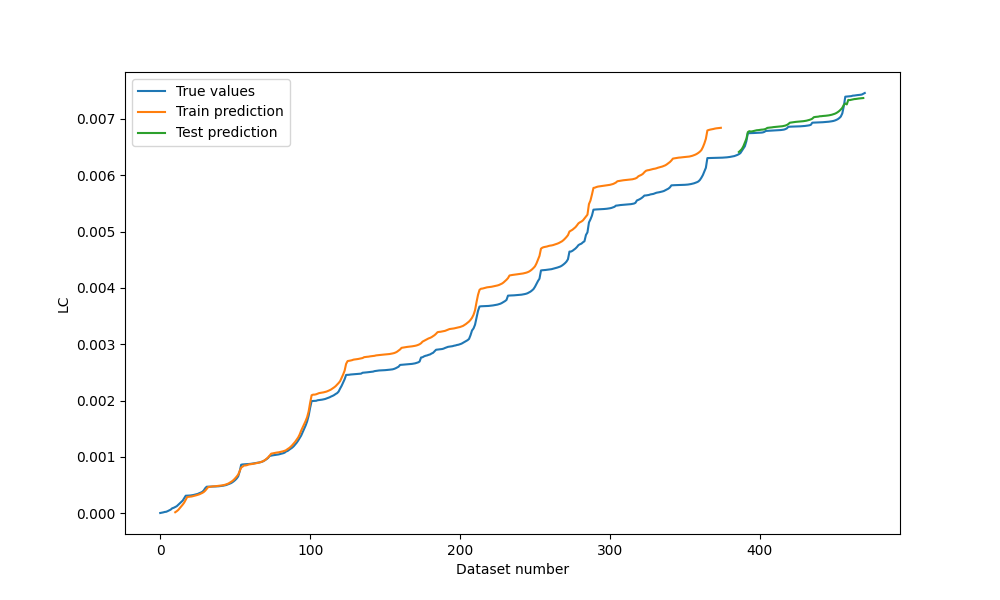 True values
Train prediction
Test prediction
0.007
0.006
0.005
0.004
0.003
0.002
0.001
0.000
LC
0 100 200 300 400
Dataset number